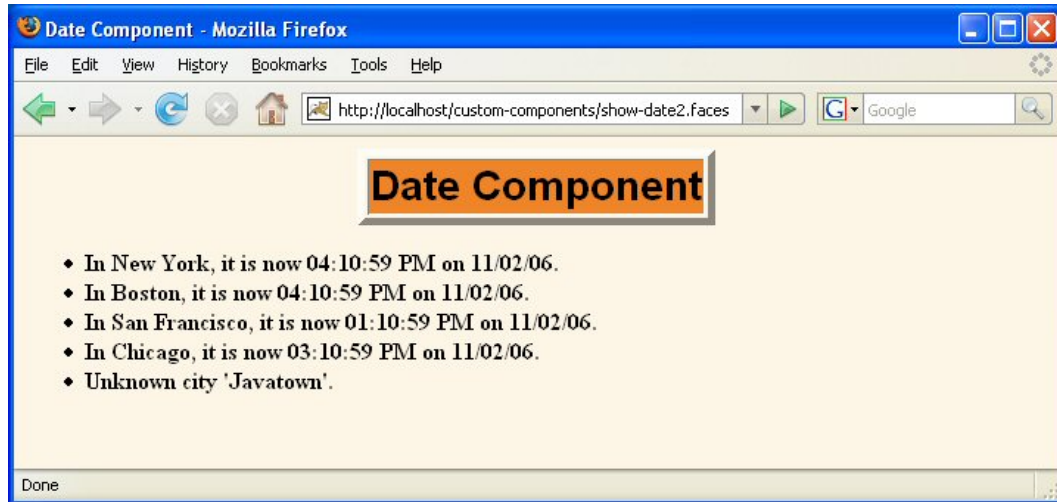 Date Component - Mozilla Firefox
File Edit View History Bookmarks Tools Help
http://localhost/custom-components/show-date2.faces G Google
Date Component
• In New York, it is now 04:10:59 PM on 11/02/06.
• In Boston, it is now 04:10:59 PM on 11/02/06.
• In San Francisco, it is now 01:10:59 PM on 11/02/06.
• In Chicago, it is now 03:10:59 PM on 11/02/06.
• Unknown city 'Javatown'.
Done